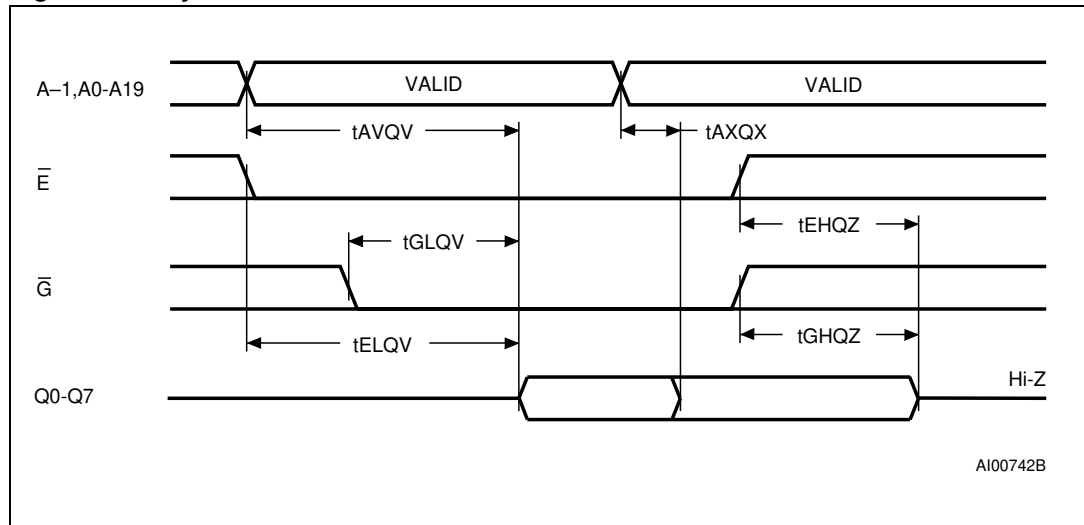 A–1,A0-A19
VALID
VALID
tAVQV
tAXQX
E̅
tEHQZ
tGLQV
G̅
tGHQZ
tELQV
Q0-Q7
Hi-Z
AI00742B